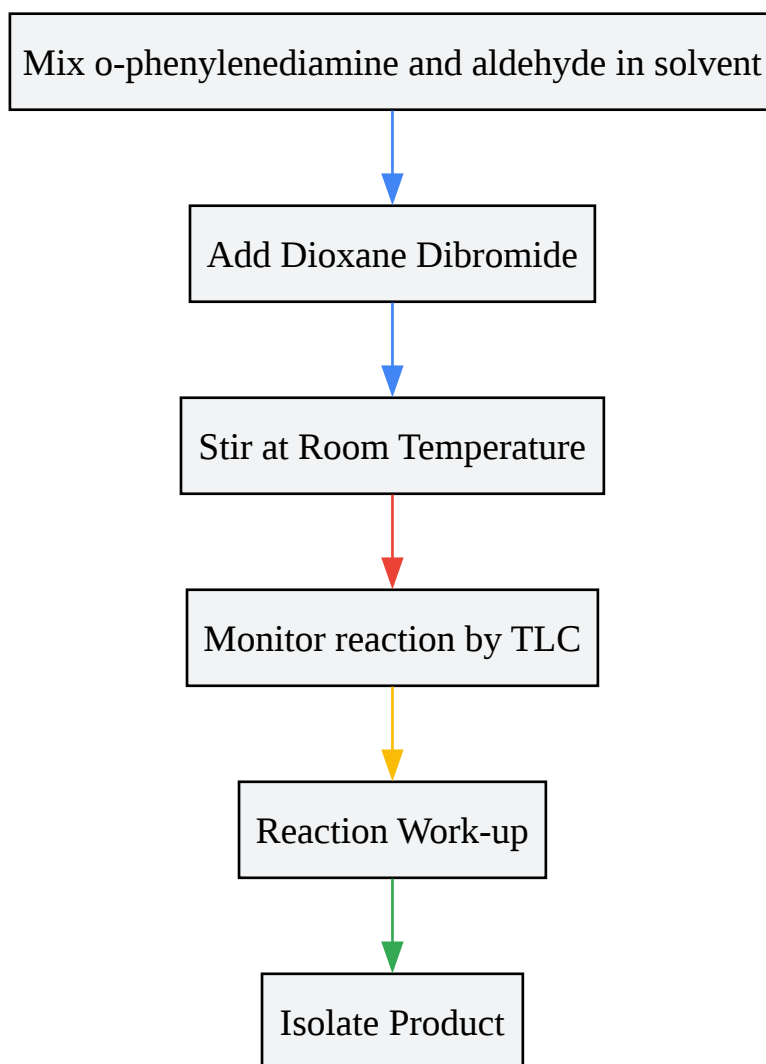 Mix o-phenylenediamine and aldehyde in solvent
Add Dioxane Dibromide
Stir at Room Temperature
Monitor reaction by TLC
Reaction Work-up
Isolate Product